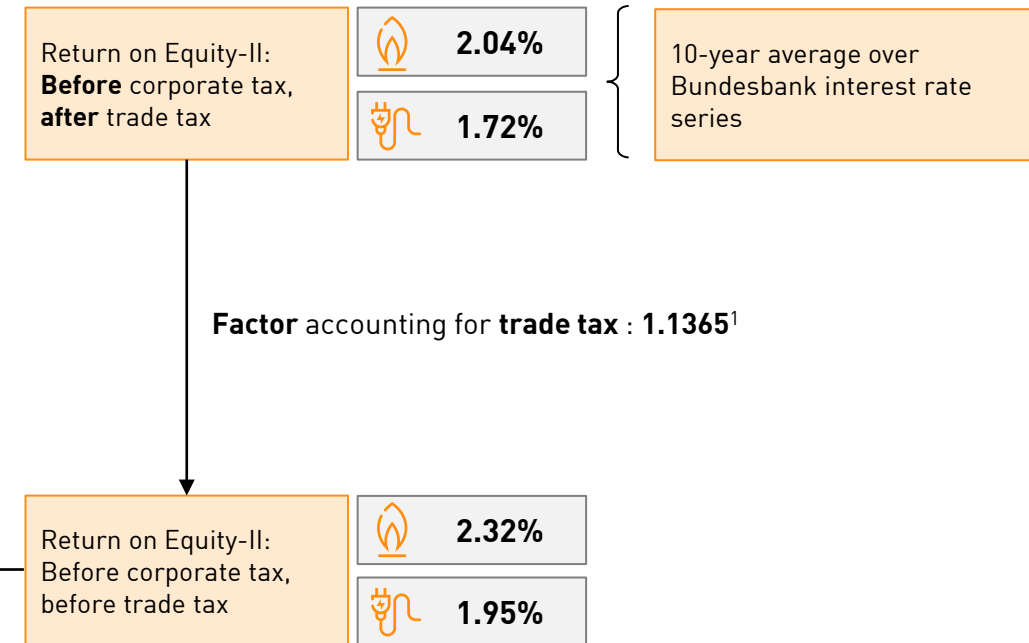 Return on Equity-II:
Before corporate tax,
after trade tax
2.04%
1.72%
10-year average over
Bundesbank interest rate
series
Factor accounting for trade tax : 1.1365¹
Return on Equity-II:
Before corporate tax,
before trade tax
2.32%
1.95%